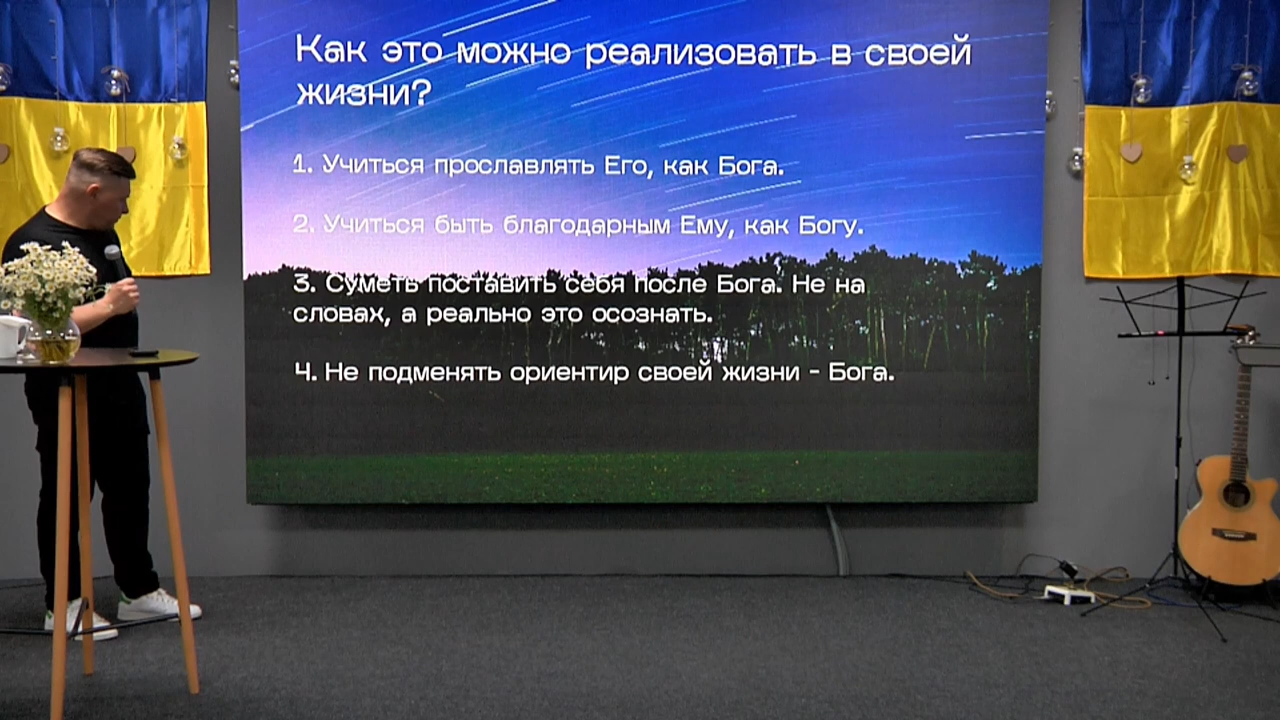 Как это можно реализовать в своей
жизни?
1. Учиться прославлять Его, как Бога.
2. Учиться быть благодарным Ему, как Богу.
3. Суметь поставить себя после Бога. Не на
словах, а реально это осознать.
4. Не подменять ориентир своей жизни - Бога.